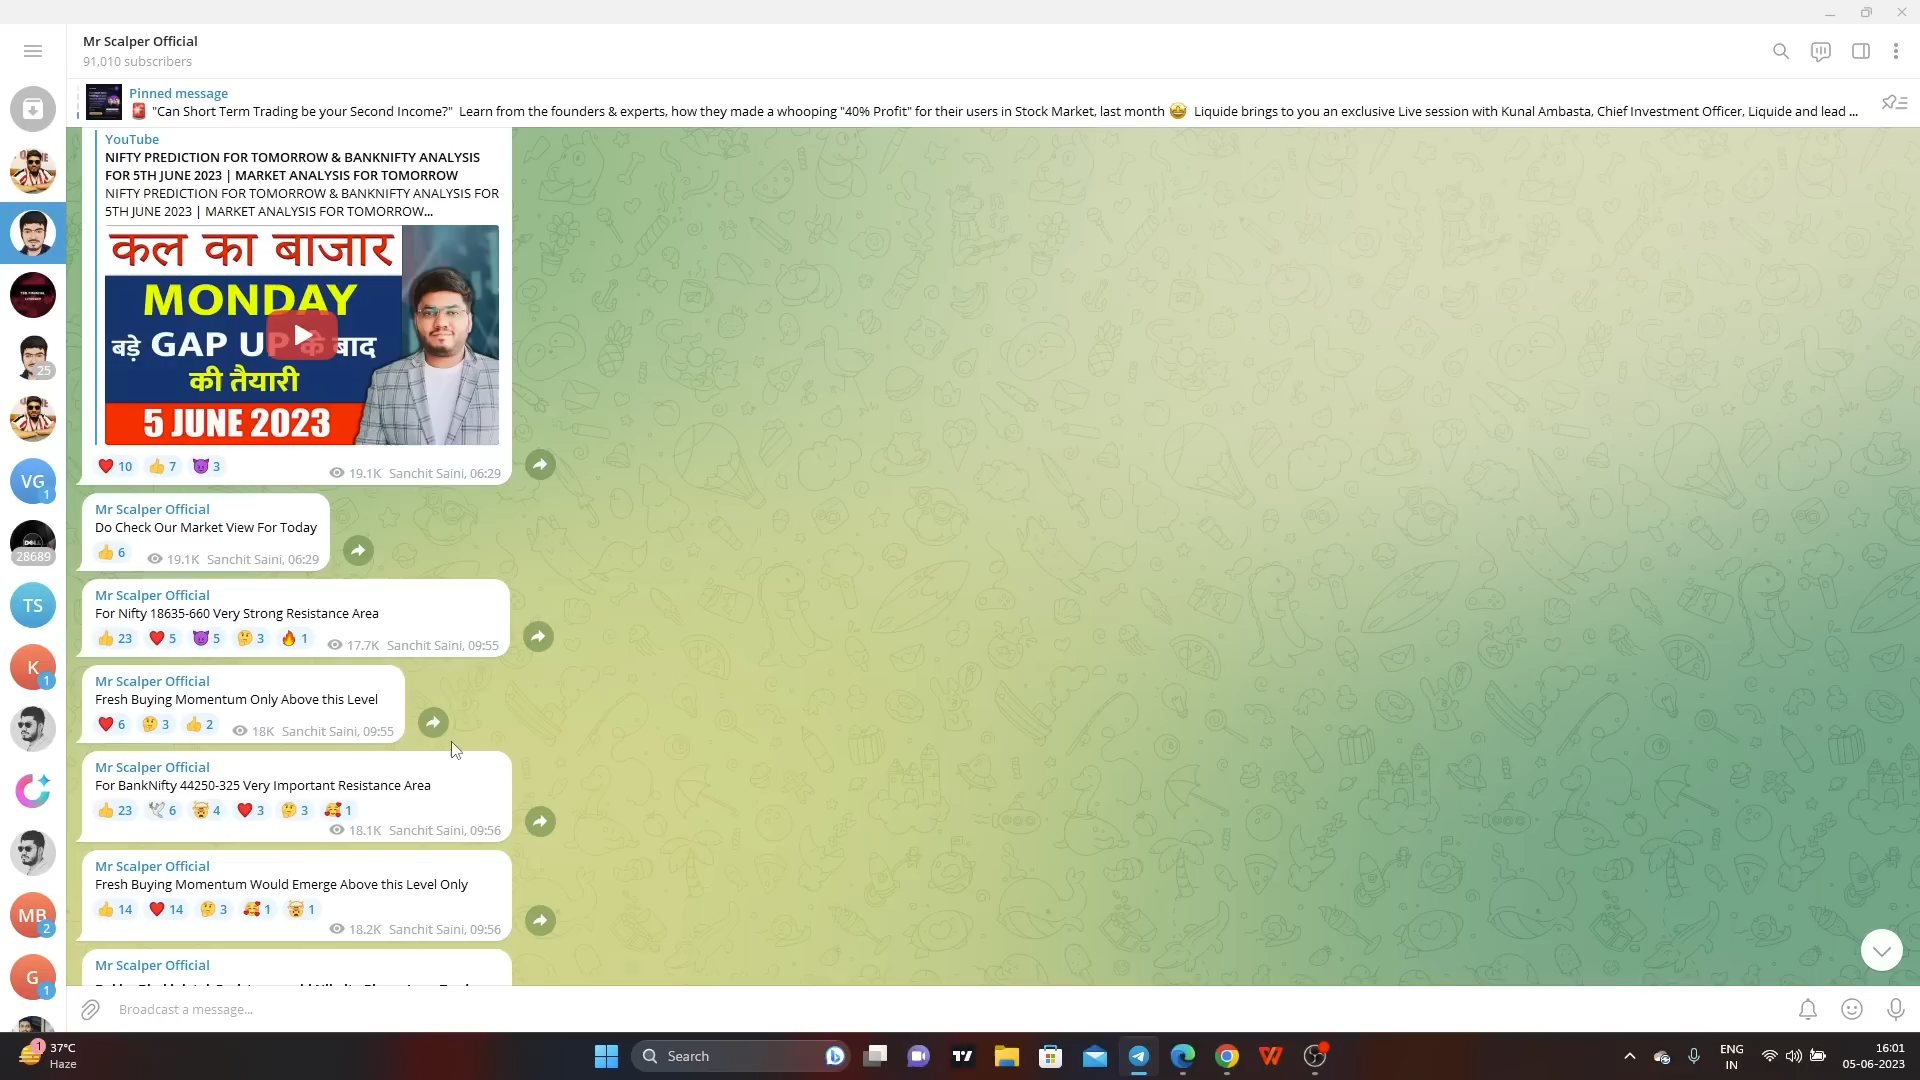 Mr Scalper Official
91,010 subscribers
Pinned message
"Can Short Term Trading be your Second Income?" Learn from the founders & experts, how they made a whooping "40% Profit" for their users in Stock Market, last month 🤩 Liquide brings to you an exclusive Live session with Kunal Ambasta, Chief Investment Officer, Liquide and lead ...
YouTube
NIFTY PREDICTION FOR TOMORROW & BANKNIFTY ANALYSIS
FOR 5TH JUNE 2023 | MARKET ANALYSIS FOR TOMORROW
NIFTY PREDICTION FOR TOMORROW & BANKNIFTY ANALYSIS FOR
5TH JUNE 2023 | MARKET ANALYSIS FOR TOMORROW...
कल का बाजार
MONDAY
बड़े GAP UP के बाद
की तैयारी
5 JUNE 2023
❤️ 10 👍 7 😈 3 19.1K Sanchit Saini, 06:29
Mr Scalper Official
Do Check Our Market View For Today
👍 6 19.1K Sanchit Saini, 06:29
Mr Scalper Official
For Nifty 18635-660 Very Strong Resistance Area
👍 23 ❤️ 5 😈 5 🤔 3 🔥 1 17.7K Sanchit Saini, 09:55
Mr Scalper Official
Fresh Buying Momentum Only Above this Level
❤️ 6 🤔 3 👍 2 18K Sanchit Saini, 09:55
Mr Scalper Official
For BankNifty 44250-325 Very Important Resistance Area
👍 23 🕊 6 🤯 4 ❤️ 3 🤔 3 🥰 1
18.1K Sanchit Saini, 09:56
Mr Scalper Official
Fresh Buying Momentum Would Emerge Above this Level Only
👍 14 ❤️ 14 🤔 3 🥰 1 🤯 1
18.2K Sanchit Saini, 09:56
Mr Scalper Official
Broadcast a message...
25
VG
1
DELL
28689
TS
K
1
MB
2
G
1
1
37°C
Haze
Search
ENG
IN
16:01
05-06-2023